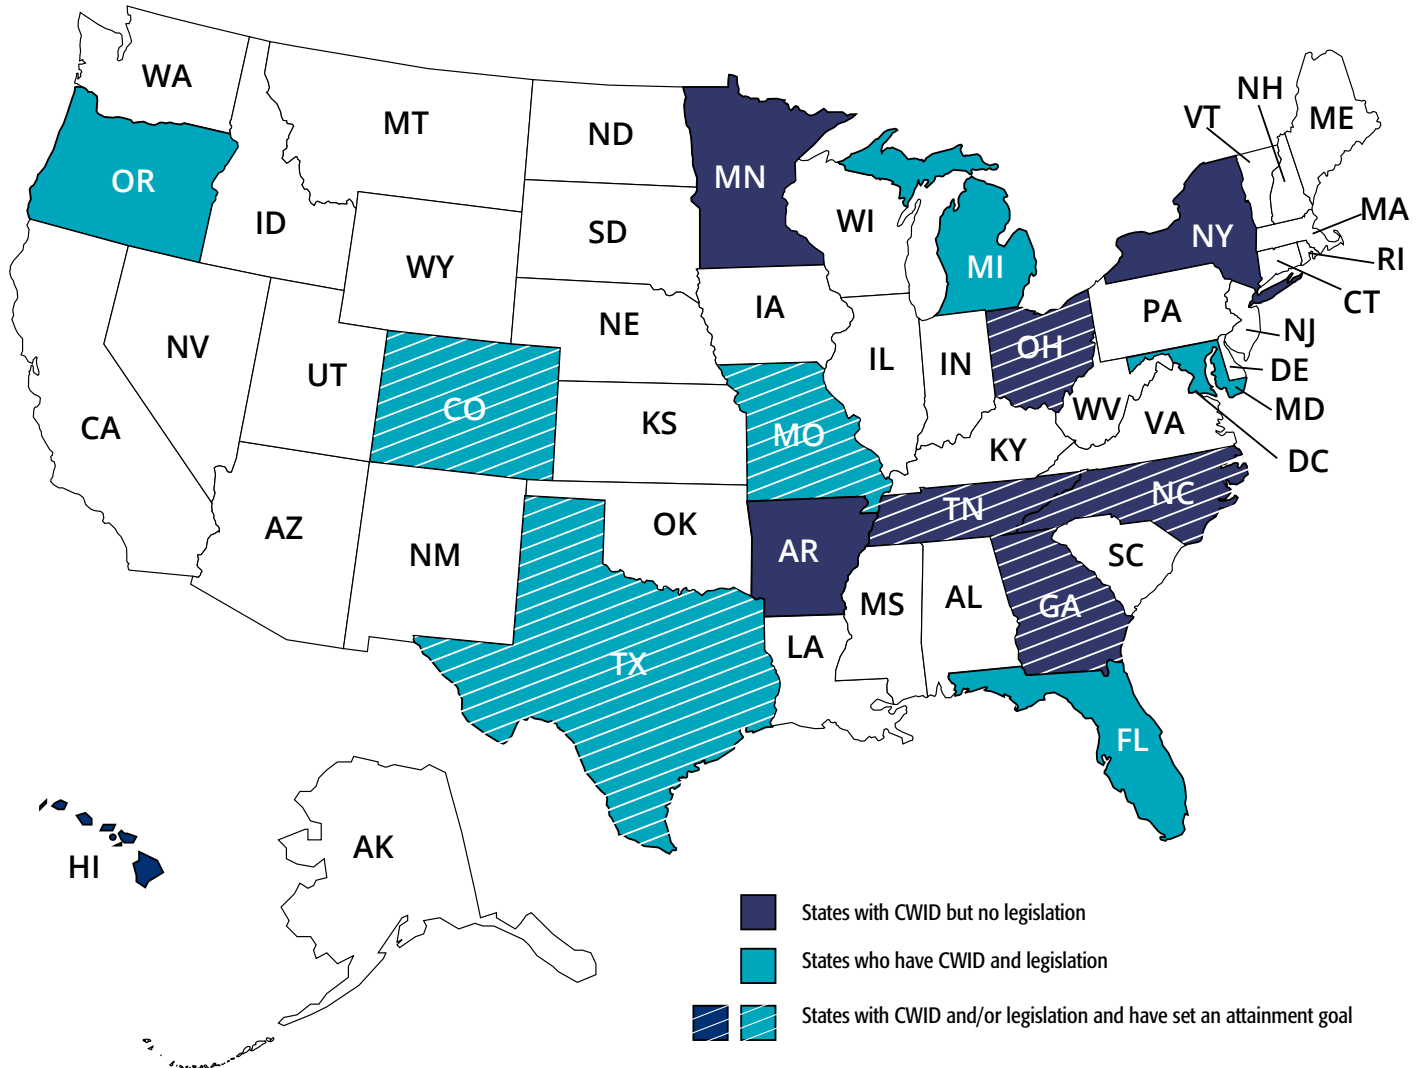 WA
MT
ND
MN
VT
NH
ME
OR
ID
SD
WI
MI
NY
MA
WY
RI
IA
NE
PA
CT
NV
UT
IL
IN
OH
NJ
DE
CO
KS
MO
WV
MD
CA
KY
VA
DC
AZ
NM
OK
AR
TN
NC
SC
MS
AL
GA
LA
TX
FL
HI
AK
States with CWID but no legislation
States who have CWID and legislation
States with CWID and/or legislation and have set an attainment goal